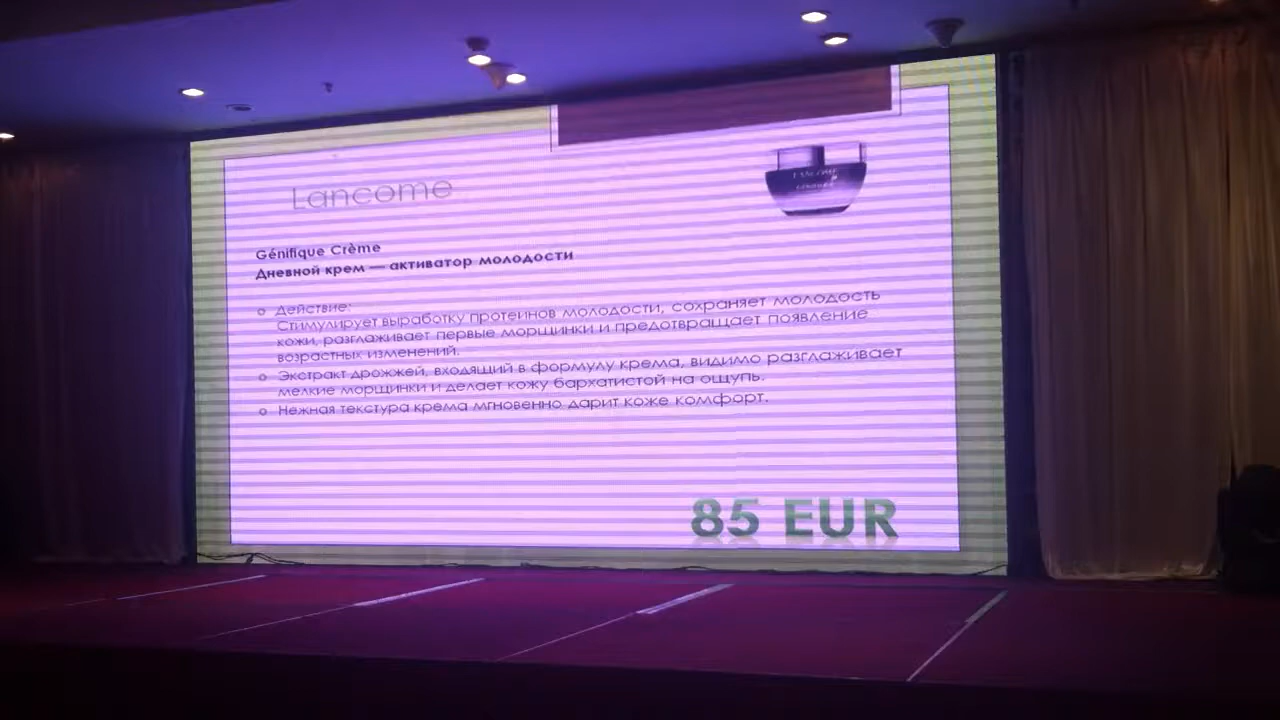 Lancome
LANCÔME
Génifique Crème
Дневной крем — активатор молодости
Действие:
Стимулирует выработку протеинов молодости, сохраняет молодость
кожи, разглаживает первые морщинки и предотвращает появление
возрастных изменений.
Экстракт дрожжей, входящий в формулу крема, видимо разглаживает
мелкие морщинки и делает кожу бархатистой на ощупь.
Нежная текстура крема мгновенно дарит коже комфорт.
85 EUR